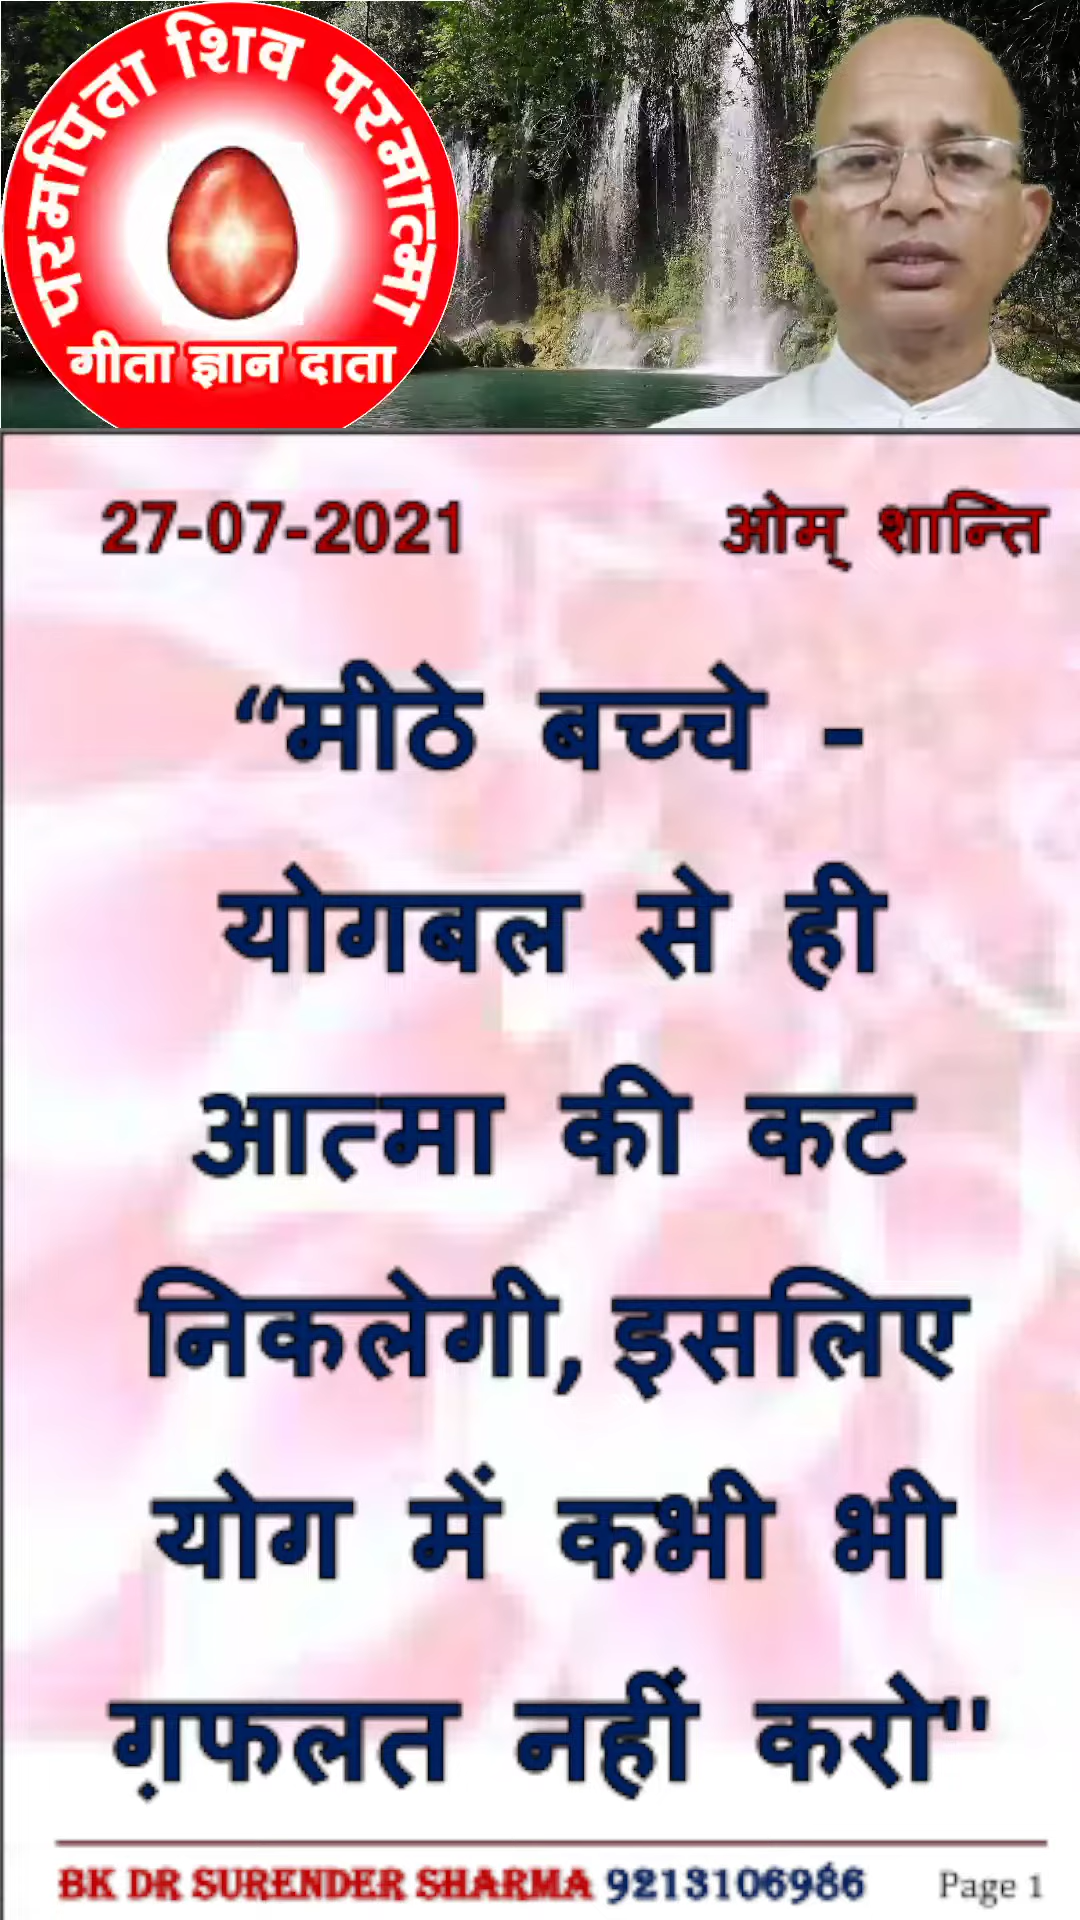 परमपिता शिव परमात्मा
गीता ज्ञान दाता
27-07-2021 ओम् शान्ति
“मीठे बच्चे -
योगबल से ही
आत्मा की कट
निकलेगी, इसलिए
योग में कभी भी
ग़फलत नहीं करो"
BK DR SURENDER SHARMA 9213106986 Page 1